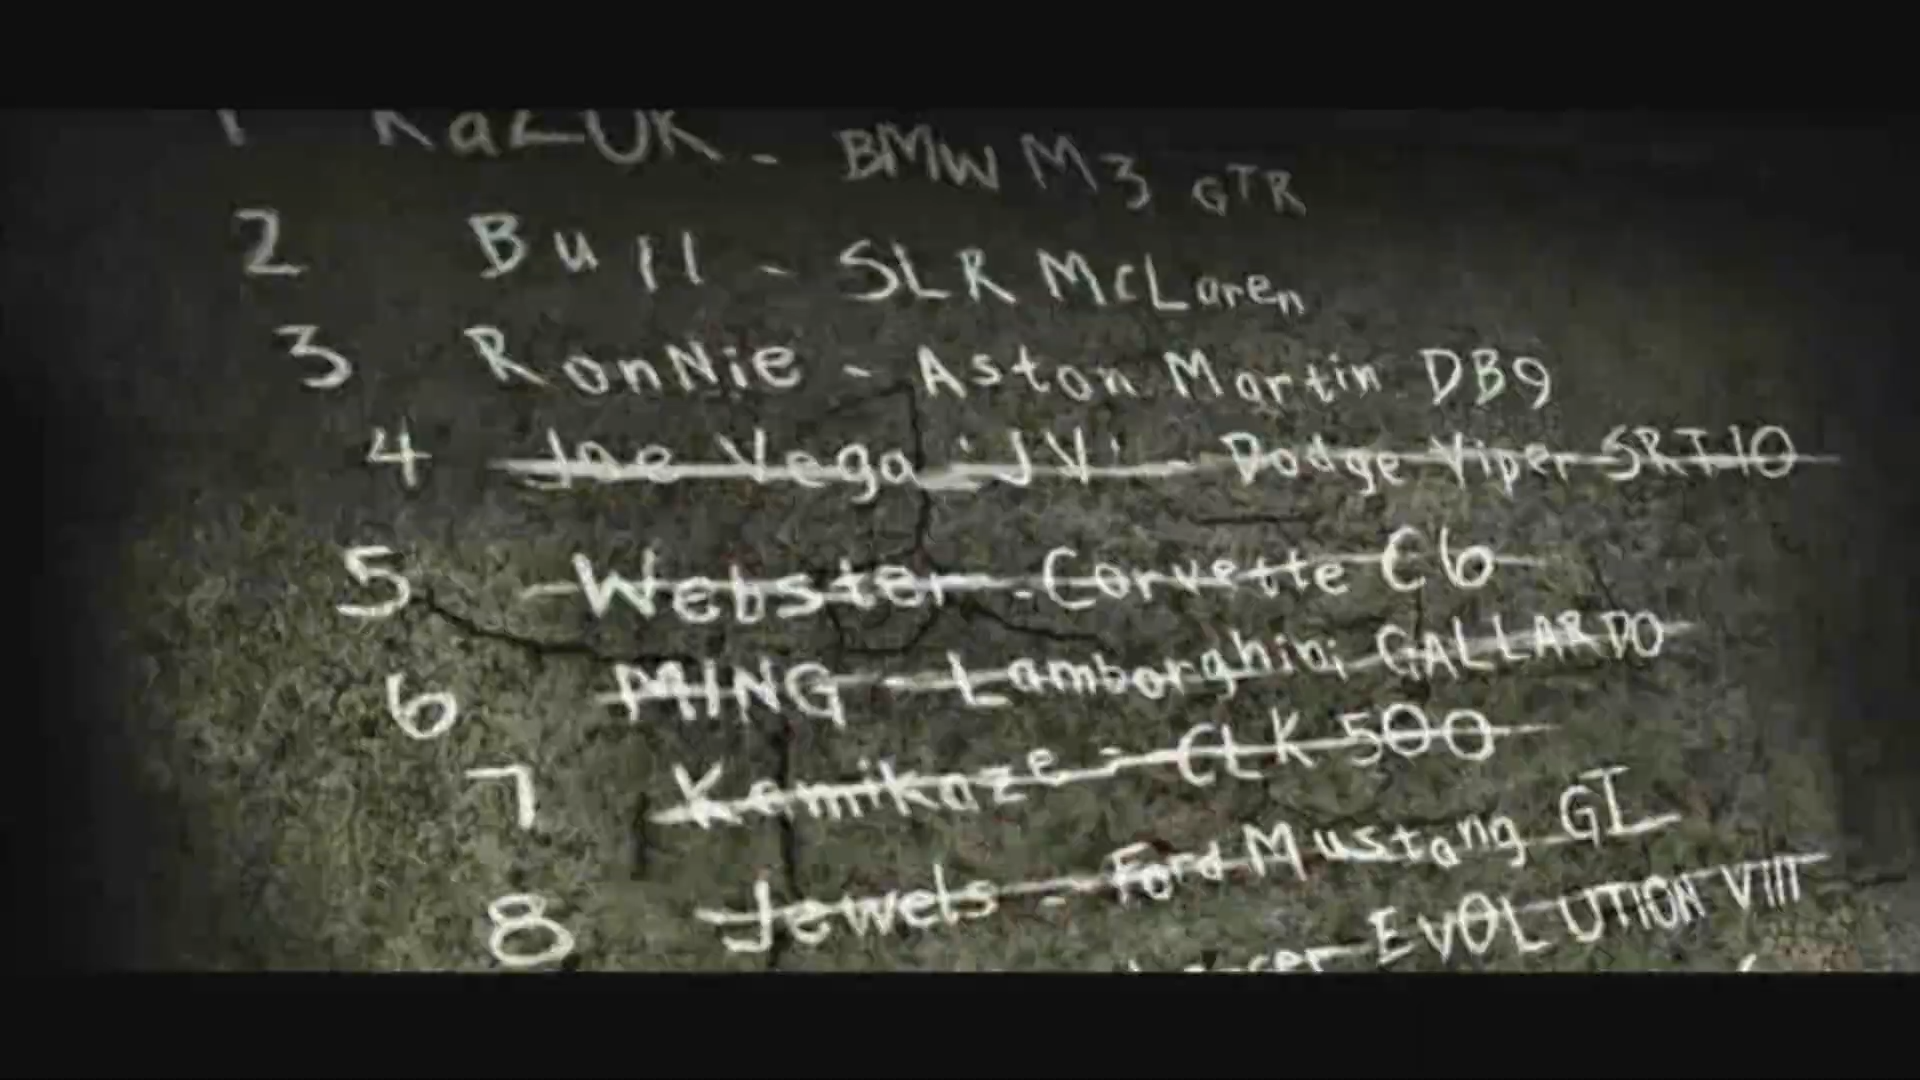 1 RaZUK - BMW M3 GTR
2 Bull - SLR McLaren
3 RonNie - Aston Martin DB9
4 Joe Vega 'JV' - Dodge Viper SRT10
5 Webster - Corvette C6
6 MING - Lamborghini GALLARDO
7 Kamikaze - CLK 500
8 Jewels - Ford Mustang GT
EVOLUTION VIII